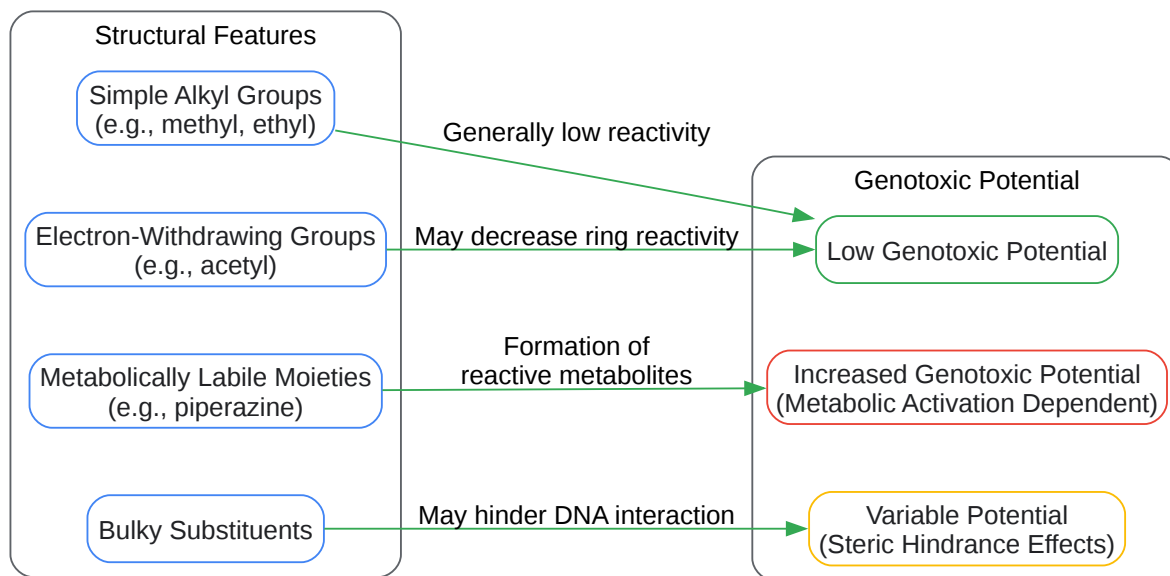 Structural Features
Simple Alkyl Groups
(e.g., methyl, ethyl)
Generally low reactivity
Genotoxic Potential
Electron-Withdrawing Groups
(e.g., acetyl)
May decrease ring reactivity
Low Genotoxic Potential
Metabolically Labile Moieties
(e.g., piperazine)
Formation of
reactive metabolites
Increased Genotoxic Potential
(Metabolic Activation Dependent)
Bulky Substituents
May hinder DNA interaction
Variable Potential
(Steric Hindrance Effects)